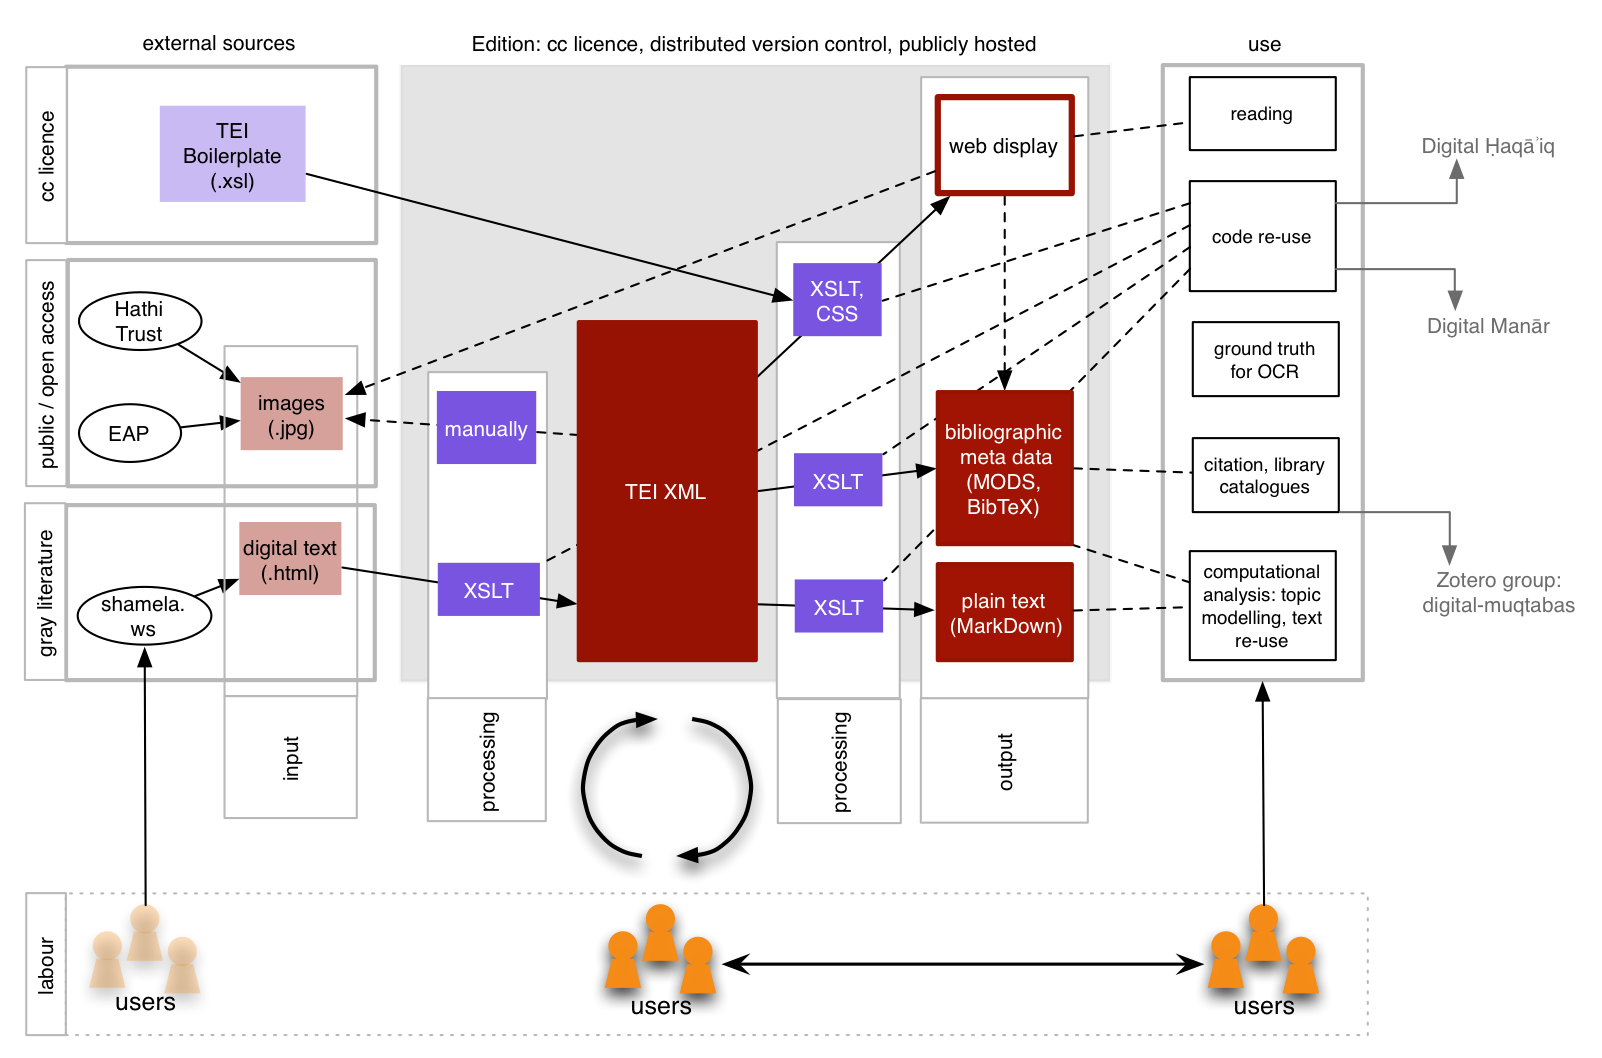 external sources
Edition: cc licence, distributed version control, publicly hosted
use
cc licence
TEI
Boilerplate
(.xsl)
web display
reading
Digital Ḥaqāʾiq
code re-use
Digital Manār
public / open access
Hathi
Trust
EAP
images
(.jpg)
manually
XSLT,
CSS
TEI XML
XSLT
bibliographic
meta data
(MODS,
BibTeX)
ground truth
for OCR
citation, library
catalogues
Zotero group:
digital-muqtabas
gray literature
shamela.
ws
digital text
(.html)
XSLT
XSLT
plain text
(MarkDown)
computational
analysis: topic
modelling, text
re-use
input
processing
processing
output
labour
users
users
users